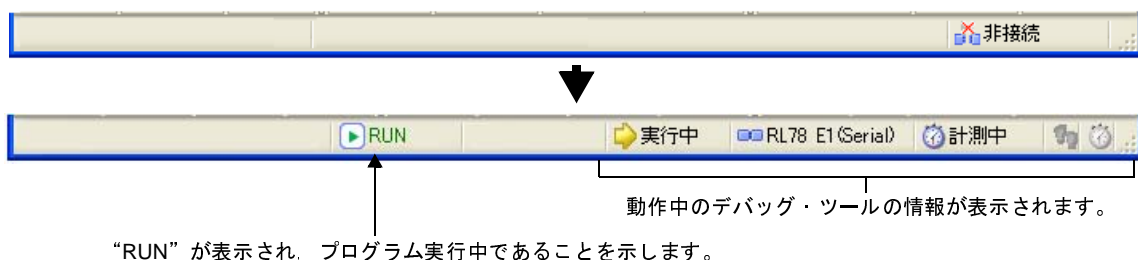 非接続
RUN
実行中
RL78 E1(Serial)
計測中
動作中のデバッグ・ツールの情報が表示されます。
“RUN”が表示され，プログラム実行中であることを示します。